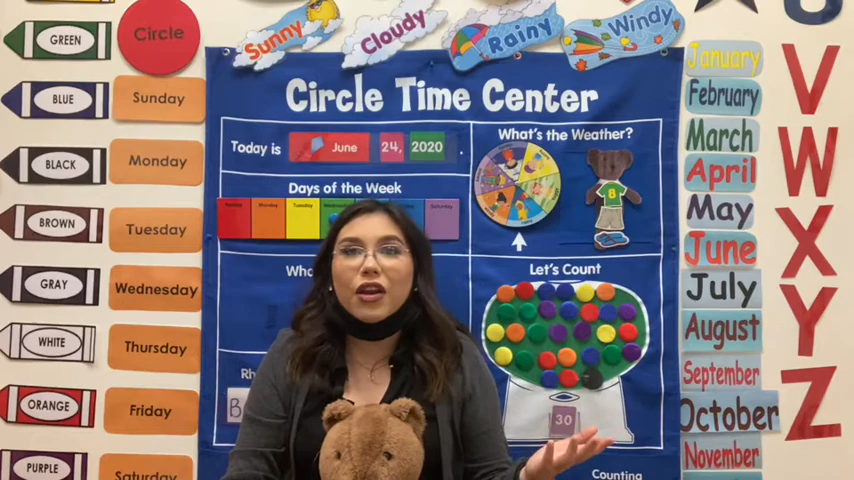 GREEN
BLUE
BLACK
BROWN
GRAY
WHITE
ORANGE
PURPLE
Circle
Sunday
Monday
Tuesday
Wednesday
Thursday
Friday
Saturday
Sunny
Cloudy
Rainy
Windy
Circle Time Center
Today is June 24, 2020.
Days of the Week
Sunday Monday Tuesday Saturday
What's the Weather?
B
Let's Count
30
Counting
January
February
March
April
May
June
July
August
September
October
November
U
V
W
X
Y
Z